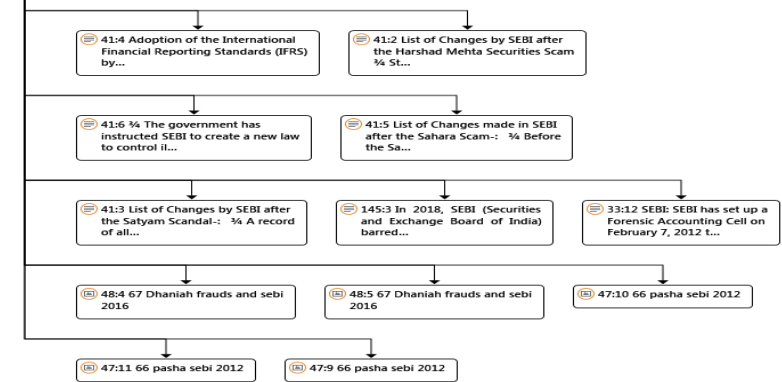 41:4 Adoption of the International
Financial Reporting Standards (IFRS)
by...
41:2 List of Changes by SEBI after
the Harshad Mehta Securities Scam
¾ St...
41:6 ¾ The government has
instructed SEBI to create a new law
to control il...
41:5 List of Changes made in SEBI
after the Sahara Scam-: ¾ Before
the Sa...
41:3 List of Changes by SEBI after
the Satyam Scandal-: ¾ A record
of all...
145:3 In 2018, SEBI (Securities
and Exchange Board of India)
barred...
33:12 SEBI: SEBI has set up a
Forensic Accounting Cell on
February 7, 2012 t...
48:4 67 Dhaniah frauds and sebi
2016
48:5 67 Dhaniah frauds and sebi
2016
47:10 66 pasha sebi 2012
47:11 66 pasha sebi 2012
47:9 66 pasha sebi 2012